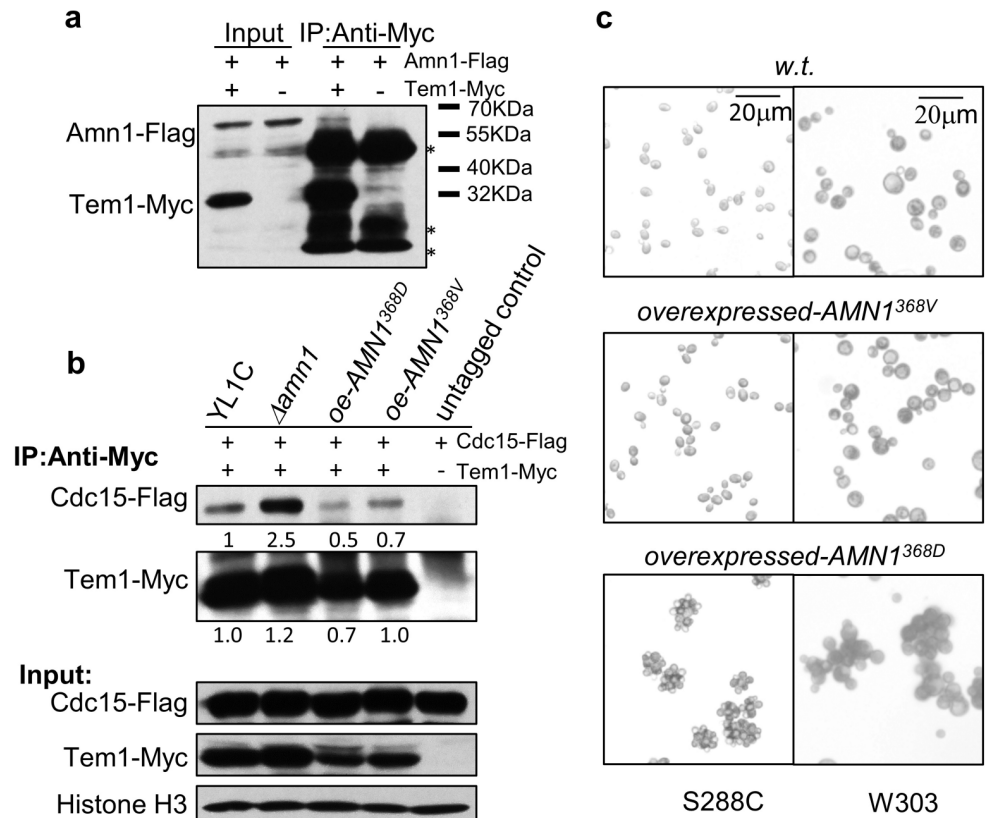 a
Input IP:Anti-Myc
+ + + + Amn1-Flag
+ - + - Tem1-Myc
Amn1-Flag
Tem1-Myc
70KDa
55KDa
*
40KDa
32KDa
*
*
b
YL1C
Δamn1
oe-AMN1368D
oe-AMN1368V
untagged control
+ + + + + Cdc15-Flag
IP:Anti-Myc
+ + + + - Tem1-Myc
Cdc15-Flag
1 2.5 0.5 0.7
Tem1-Myc
1.0 1.2 0.7 1.0
Input:
Cdc15-Flag
Tem1-Myc
Histone H3
c
w.t.
20μm 20μm
overexpressed-AMN1368V
overexpressed-AMN1368D
S288C W303